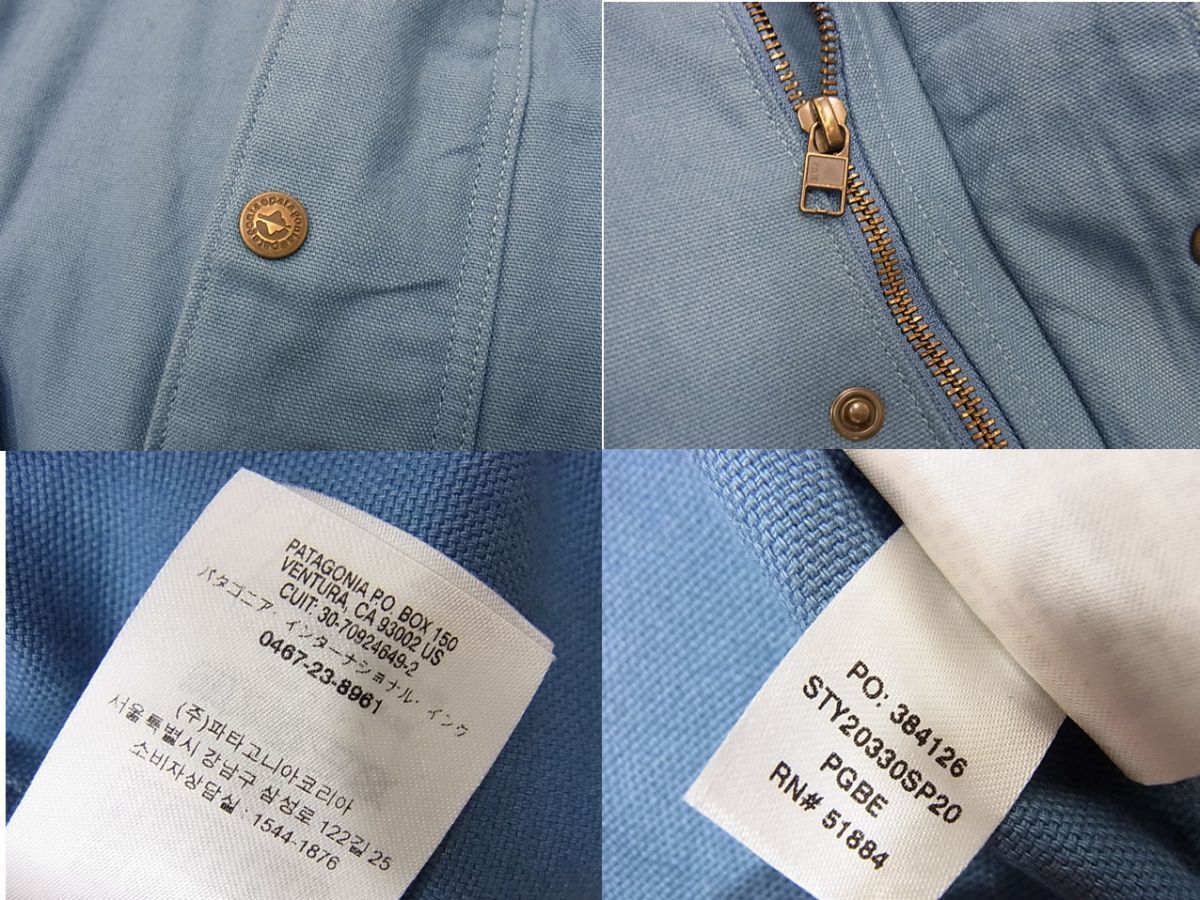 patagonia patagonia
PATAGONIA P.O. BOX 150
VENTURA, CA 93002 US
CUIT: 30-70924649-2
パタゴニア・インターナショナル・インク
0467-23-8961
(주)파타고니아코리아
서울특별시 강남구 삼성로 122길 25
소비자상담실 : 1544-1876
PO: 384126
STY20330SP20
PGBE
RN# 51884